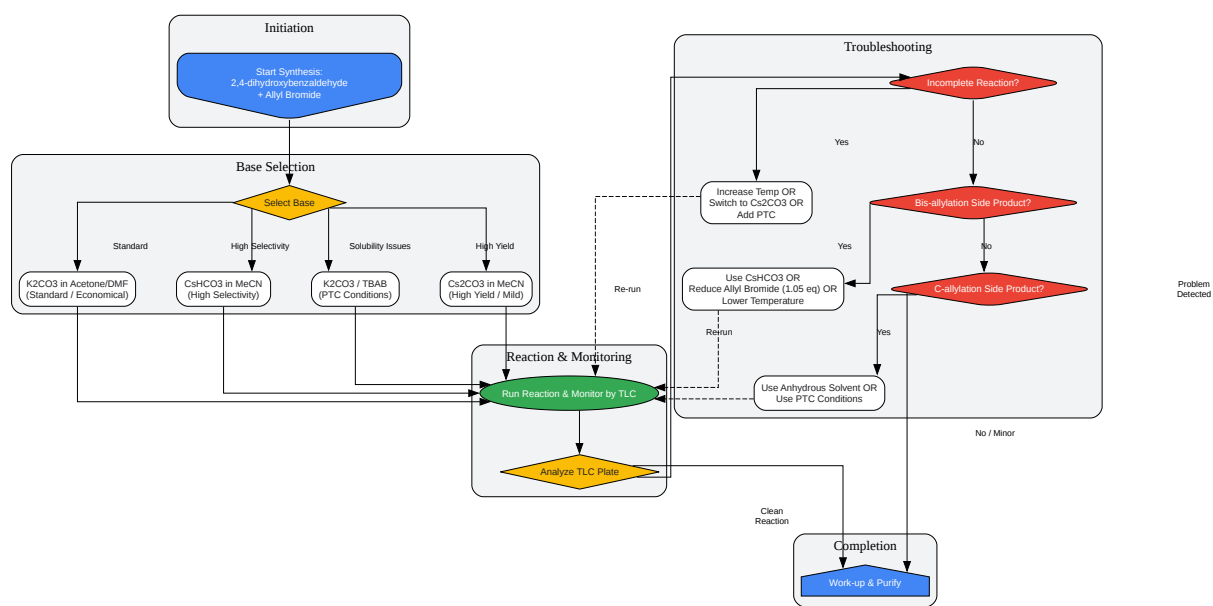 Initiation
Start Synthesis:
2,4-dihydroxybenzaldehyde
+ Allyl Bromide
Base Selection
Select Base
Standard
High Selectivity
Solubility Issues
High Yield
K2CO3 in Acetone/DMF
(Standard / Economical)
CsHCO3 in MeCN
(High Selectivity)
K2CO3 / TBAB
(PTC Conditions)
Cs2CO3 in MeCN
(High Yield / Mild)
Reaction & Monitoring
Run Reaction & Monitor by TLC
Analyze TLC Plate
Troubleshooting
Incomplete Reaction?
Yes
No
Increase Temp OR
Switch to Cs2CO3 OR
Add PTC
Bis-allylation Side Product?
Yes
No
Use CsHCO3 OR
Reduce Allyl Bromide (1.05 eq) OR
Lower Temperature
C-allylation Side Product?
Re-run
Re-run
Yes
Use Anhydrous Solvent OR
Use PTC Conditions
Problem
Detected
No / Minor
Clean
Reaction
Completion
Work-up & Purify